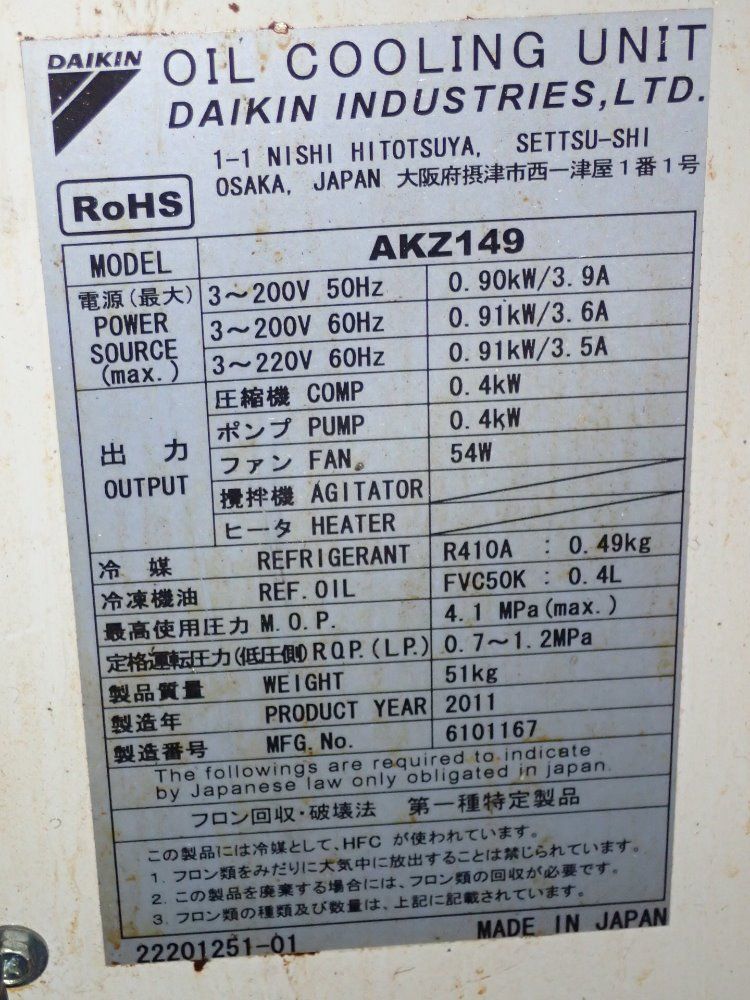 DAIKIN
OIL COOLING UNIT
DAIKIN INDUSTRIES,LTD.
1-1 NISHI HITOTSUYA, SETTSU-SHI
OSAKA, JAPAN 大阪府摂津市西一津屋1番1号
RoHS
MODEL AKZ149
電源(最大) POWER SOURCE (max.)
3～200V 50Hz 0.90kW/3.9A
3～200V 60Hz 0.91kW/3.6A
3～220V 60Hz 0.91kW/3.5A
出力 OUTPUT
圧縮機 COMP 0.4kW
ポンプ PUMP 0.4kW
ファン FAN. 54W
攪拌機 AGITATOR
ヒータ HEATER
冷媒 REFRIGERANT R410A : 0.49kg
冷凍機油 REF.OIL FVC50K : 0.4L
最高使用圧力 M.O.P. 4.1 MPa(max.)
定格運転圧力(低圧側)R.O.P.(L.P.) 0.7～1.2MPa
製品質量 WEIGHT 51kg
製造年 PRODUCT YEAR 2011
製造番号 MFG.No. 6101167
The followings are required to indicate
by Japanese law only obligated in japan.
フロン回収・破壊法 第一種特定製品
この製品には冷媒として、HFC が使われています。
1. フロン類をみだりに大気中に放出することは禁じられています。
2. この製品を廃棄する場合には、フロン類の回収が必要です。
3. フロン類の種類及び数量は、上記に記載されています。
22201251-01 MADE IN JAPAN